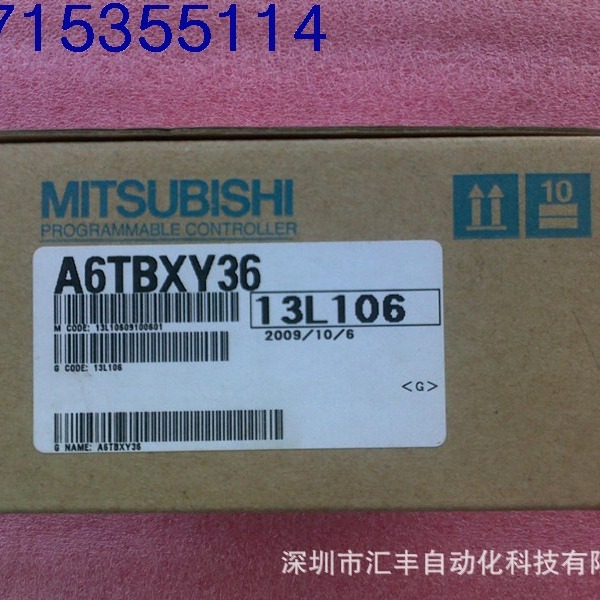 715355114
MITSUBISHI
PROGRAMMABLE CONTROLLER
10
A6TBXY36
13L106
M CODE: 13L10609100601
2009/10/6
G CODE: 13L106
<G>
G NAME: A6TBXY36
深圳市汇丰自动化科技有限